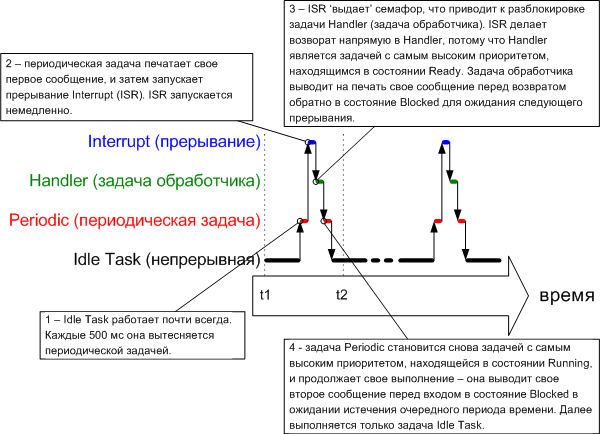 3 – ISR ‘выдает’ семафор, что приводит к разблокировке
задачи Handler (задача обработчика). ISR делает
возворат напрямую в Handler, потому что Handler
является задачей с самым высоким приоритетом,
находящимся в состоянии Ready. Задача обработчика
выводит на печать свое сообщение перед возвратом
обратно в состояние Blocked для ожидания следующего
прерывания.
2 – периодическая задача печатает свое
первое сообщение, и затем запускает
прерывание Interrupt (ISR). ISR запускается
немедленно.
Interrupt (прерывание)
Handler (задача обработчика)
Periodic (периодическая задача)
Idle Task (непрерывная)
t1
t2
время
1 – Idle Task работает почти всегда.
Каждые 500 мс она вытесняется
периодической задачей.
4 - задача Periodic становится снова задачей с самым
высоким приоритетом, находящейся в состоянии Running,
и продолжает свое выполнение – она выводит свое
второе сообщение перед входом в состояние Blocked в
ожидании истечения очередного периода времени. Далее
выполняется только задача Idle Task.